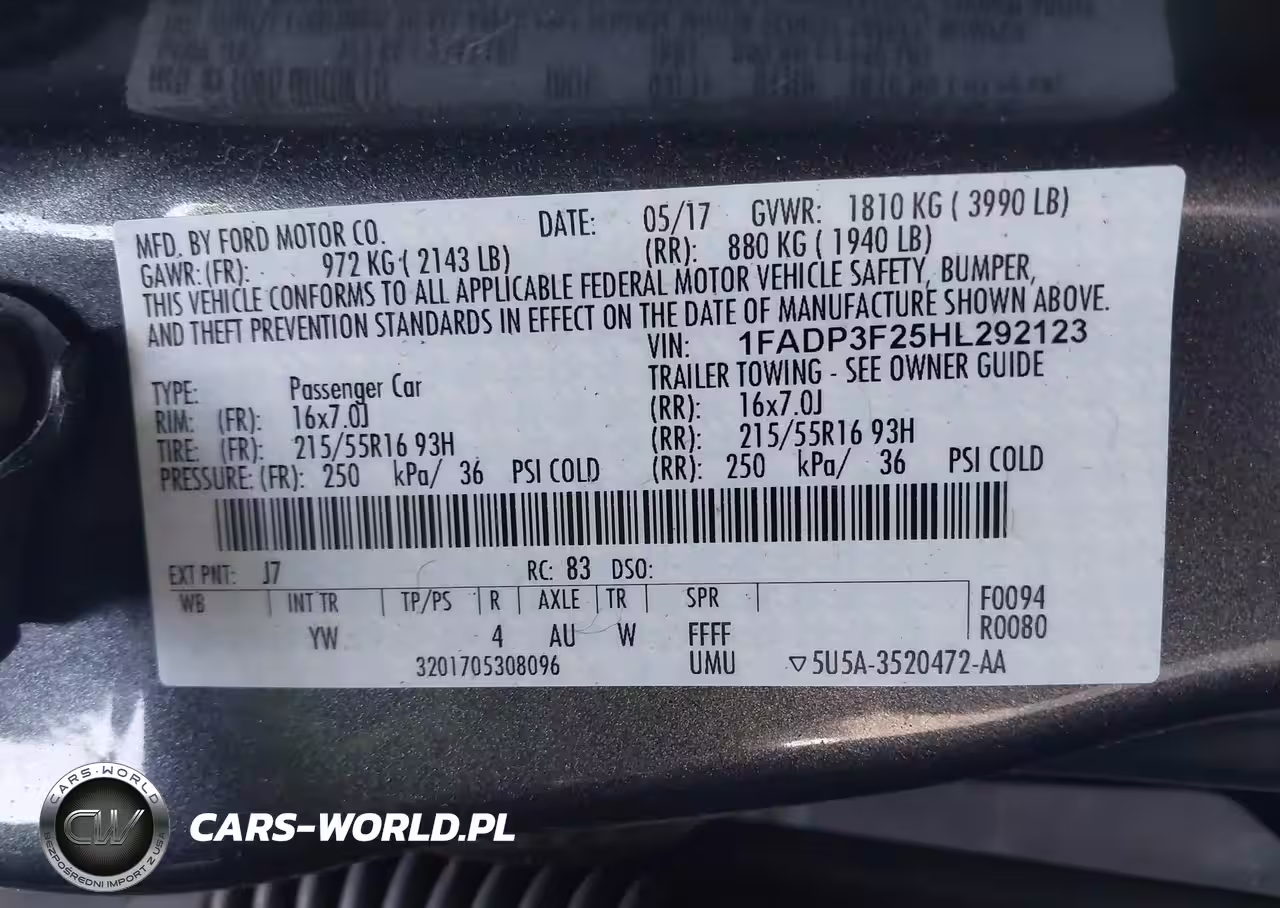 MFD. BY FORD MOTOR CO. DATE: 05/17 GVWR: 1810 KG ( 3990 LB)
GAWR: (FR): 972 KG ( 2143 LB) (RR): 880 KG ( 1940 LB)
THIS VEHICLE CONFORMS TO ALL APPLICABLE FEDERAL MOTOR VEHICLE SAFETY, BUMPER,
AND THEFT PREVENTION STANDARDS IN EFFECT ON THE DATE OF MANUFACTURE SHOWN ABOVE.
VIN: 1FADP3F25HL292123
TYPE: Passenger Car TRAILER TOWING - SEE OWNER GUIDE
RIM: (FR): 16x7.0J (RR): 16x7.0J
TIRE: (FR): 215/55R16 93H (RR): 215/55R16 93H
PRESSURE: (FR): 250 kPa/ 36 PSI COLD (RR): 250 kPa/ 36 PSI COLD
EXT PNT: J7 RC: 83 DSO:
WB INT TR TP/PS R AXLE TR SPR F0094
YW 4 AU W FFFF R0080
3201705308096 UMU ▽5U5A-3520472-AA
CARS-WORLD
CW
BEZPOŚREDNI IMPORT Z USA
CARS-WORLD.PL